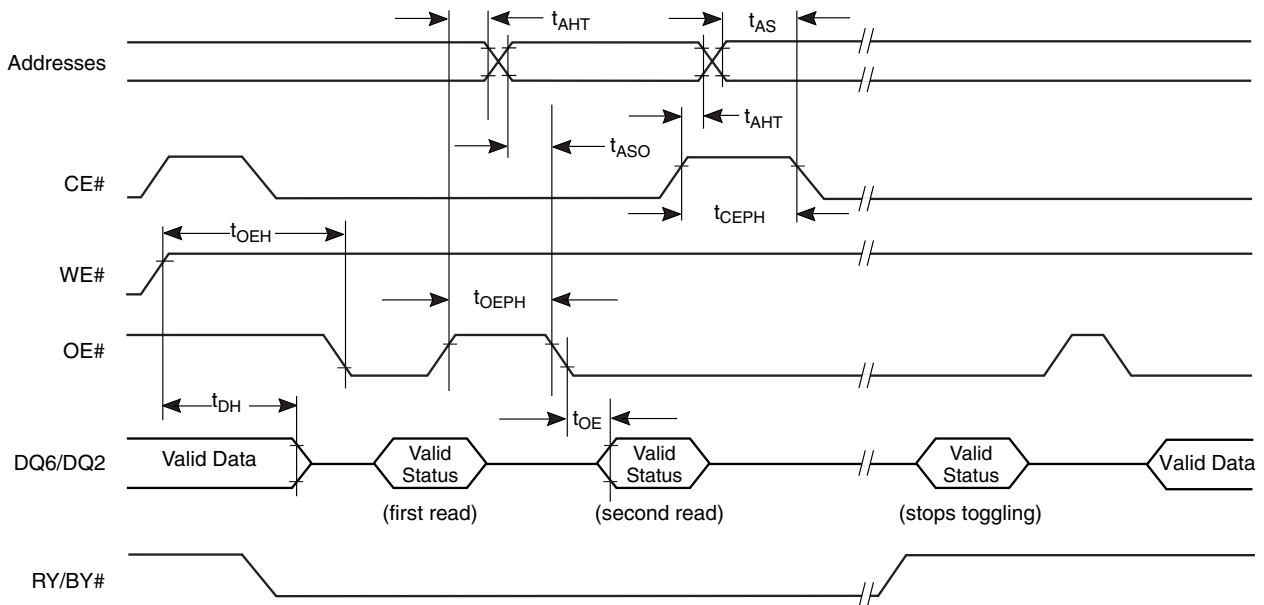 tAHT
tAS
Addresses
tAHT
tASO
CE#
tCEPH
tOEH
WE#
tOEPH
OE#
tDH
tOE
DQ6/DQ2
Valid Data
Valid
Status
Valid
Status
Valid
Status
Valid Data
(first read)
(second read)
(stops toggling)
RY/BY#